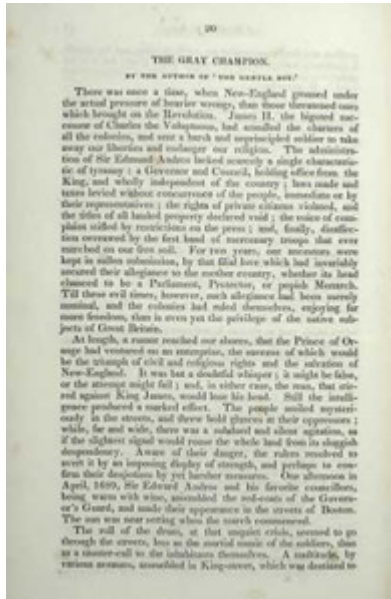 20
THE GRAY CHAMPION.
BY THE AUTHOR OF 'THE GENTLE BOY.'
There was once a time, when New-England groaned under
the actual pressure of heavier wrongs, than those threatened ones
which brought on the Revolution. James II. the bigoted suc-
cessor of Charles the Voluptuous, had annulled the charters of
all the colonies, and sent a harsh and unprincipled soldier to take
away our liberties and endanger our religion. The administra-
tion of Sir Edmund Andros lacked scarcely a single characteris-
tic of tyranny: a Governor and Council, holding office from the
King, and wholly independent of the country; laws made and
taxes levied without concurrence of the people, immediate or by
their representatives; the rights of private citizens violated, and
the titles of all landed property declared void; the voice of com-
plaint stifled by restrictions on the press; and, finally, disaffec-
tion overawed by the first band of mercenary troops that ever
marched on our free soil. For two years, our ancestors were
kept in sullen submission, by that filial love which had invariably
secured their allegiance to the mother country, whether its head
chanced to be a Parliament, Protector, or popish Monarch.
Till these evil times, however, such allegiance had been merely
nominal, and the colonies had ruled themselves, enjoying far
more freedom, than is even yet the privilege of the native sub-
jects of Great Britain.
At length, a rumor reached our shores, that the Prince of Or-
ange had ventured on an enterprise, the success of which would
be the triumph of civil and religious rights and the salvation of
New-England. It was but a doubtful whisper; it might be false,
or the attempt might fail; and, in either case, the man, that stir-
red against King James, would lose his head. Still the intelli-
gence produced a marked effect. The people smiled mysteri-
ously in the streets, and threw bold glances at their oppressors;
while, far and wide, there was a subdued and silent agitation, as
if the slightest signal would rouse the whole land from its sluggish
despondency. Aware of their danger, the rulers resolved to
avert it by an imposing display of strength, and perhaps to con-
firm their despotism by yet harsher measures. One afternoon in
April, 1689, Sir Edmund Andros and his favorite councillors,
being warm with wine, assembled the red-coats of the Govern-
or's Guard, and made their appearance in the streets of Boston.
The sun was near setting when the march commenced.
The roll of the drum, at that unquiet crisis, seemed to go
through the streets, less as the martial music of the soldiers, than
as a muster-call to the inhabitants themselves. A multitude, by
various avenues, assembled in King-street, which was destined to